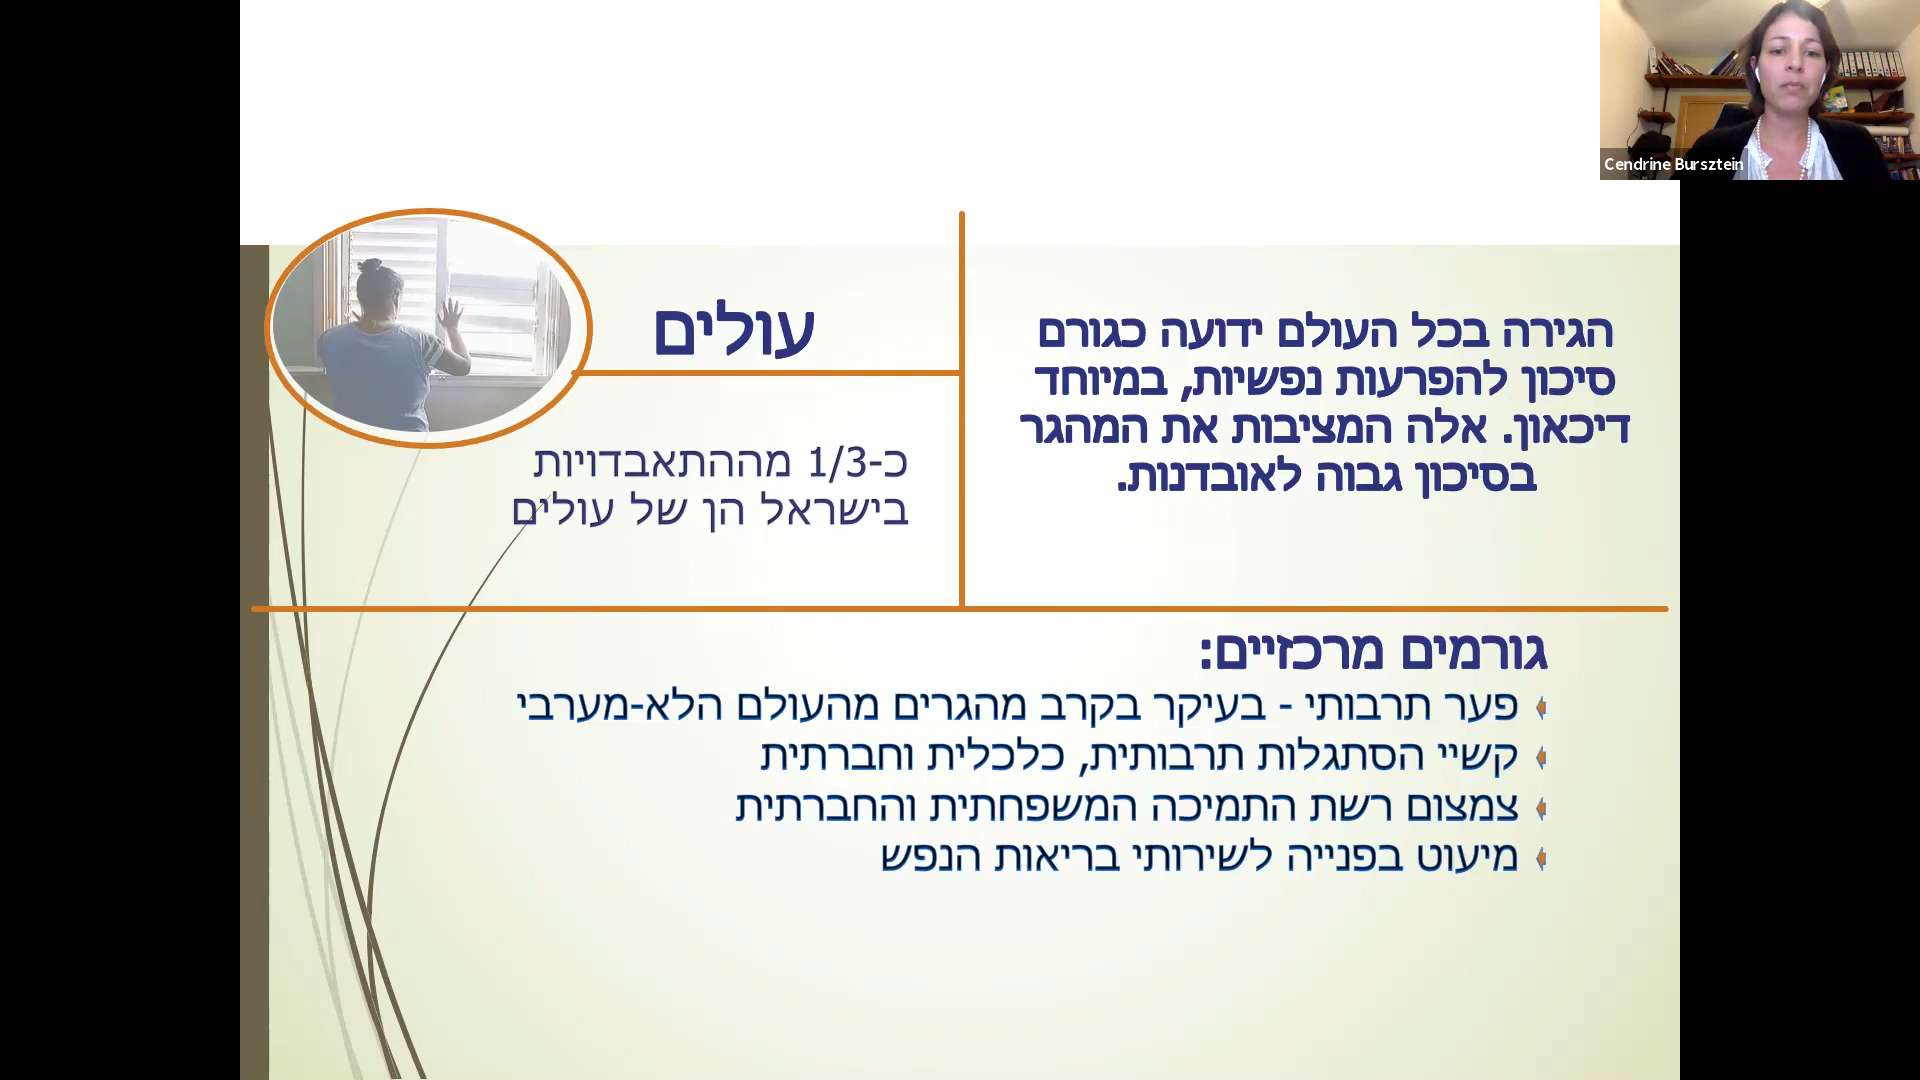 Cendrine Bursztein
הגירה בכל העולם ידועה כגורם
סיכון להפרעות נפשיות, במיוחד
דיכאון. אלה המציבות את המהגר
בסיכון גבוה לאובדנות.
עולים
כ-1/3 מההתאבדויות
בישראל הן של עולים
גורמים מרכזיים:
פער תרבותי - בעיקר בקרב מהגרים מהעולם הלא-מערבי
קשיי הסתגלות תרבותית, כלכלית וחברתית
צמצום רשת התמיכה המשפחתית והחברתית
מיעוט בפנייה לשירותי בריאות הנפש